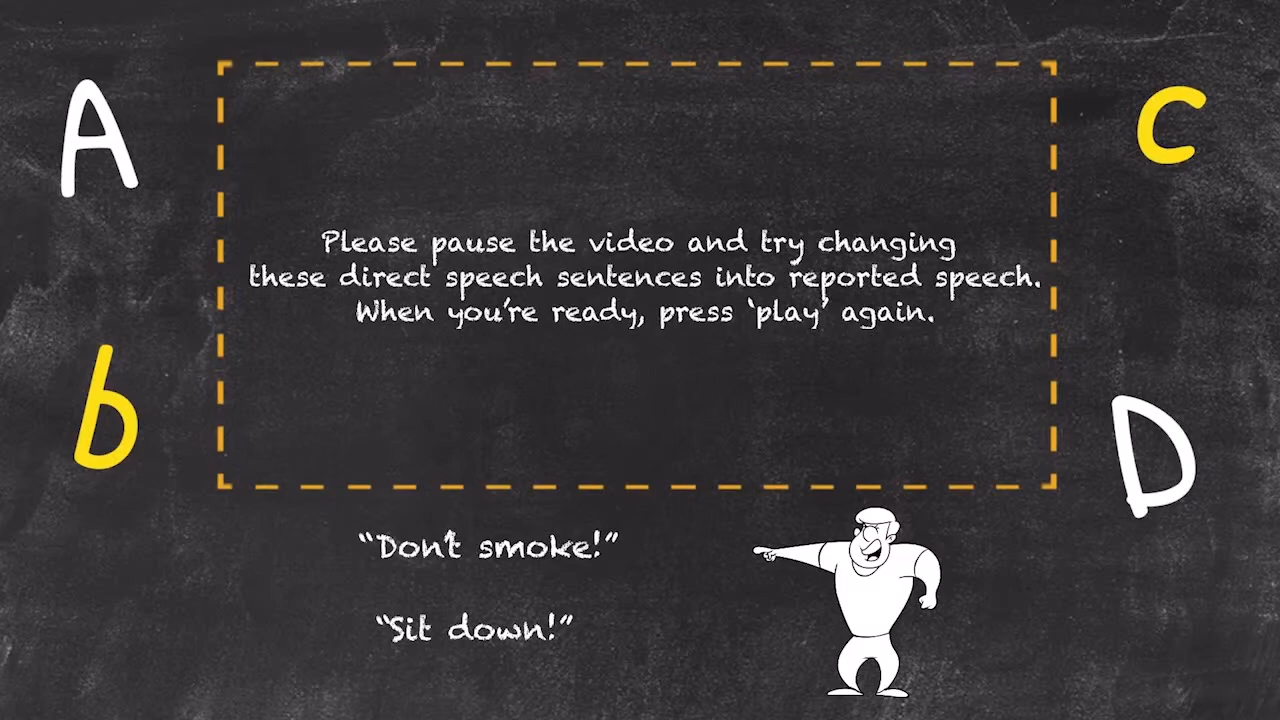 A
c
Please pause the video and try changing
these direct speech sentences into reported speech.
When you're ready, press 'play' again.
b
D
“Don't smoke!”
“Sit down!”